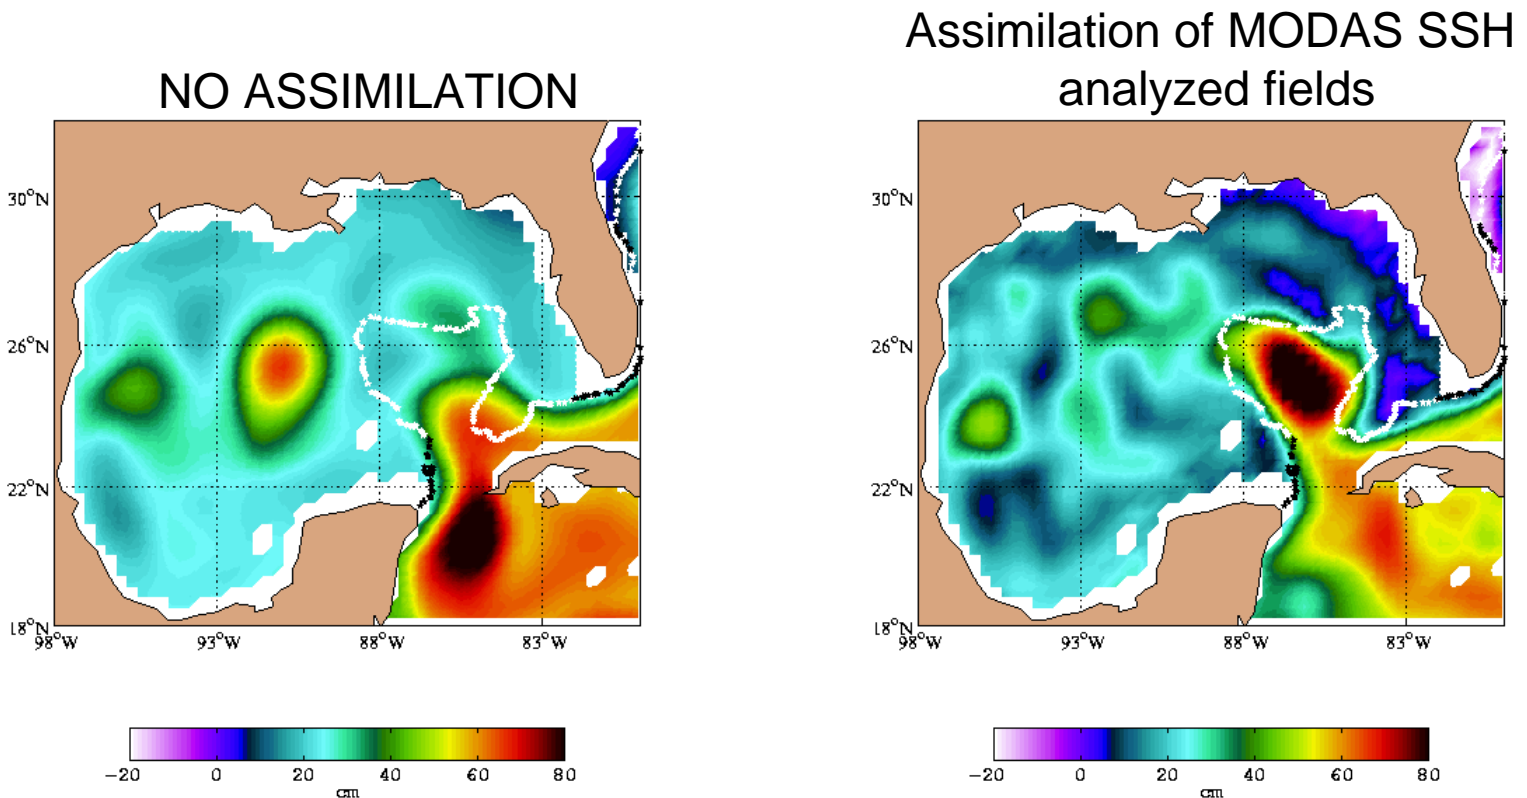 NO ASSIMILATION
Assimilation of MODAS SSH
analyzed fields
30°N
26°N
22°N
18°N
98°W 93°W 88°W 83°W
30°N
26°N
22°N
18°N
98°W 93°W 88°W 83°W
−20 0 20 40 60 80
cm
−20 0 20 40 60 80
cm